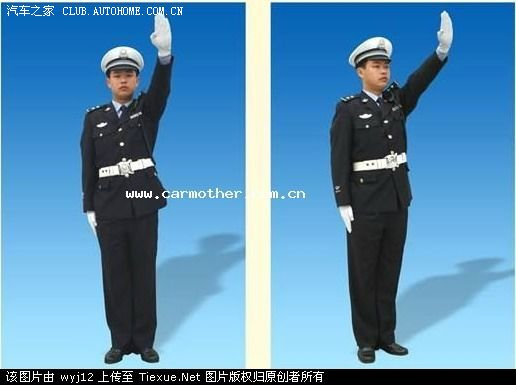 汽车之家 CLUB.AUTOHOME.COM.CN
www.carmother.com.cn
该图片由 wyj12 上传至 Tiexue.Net 图片版权归原创者所有